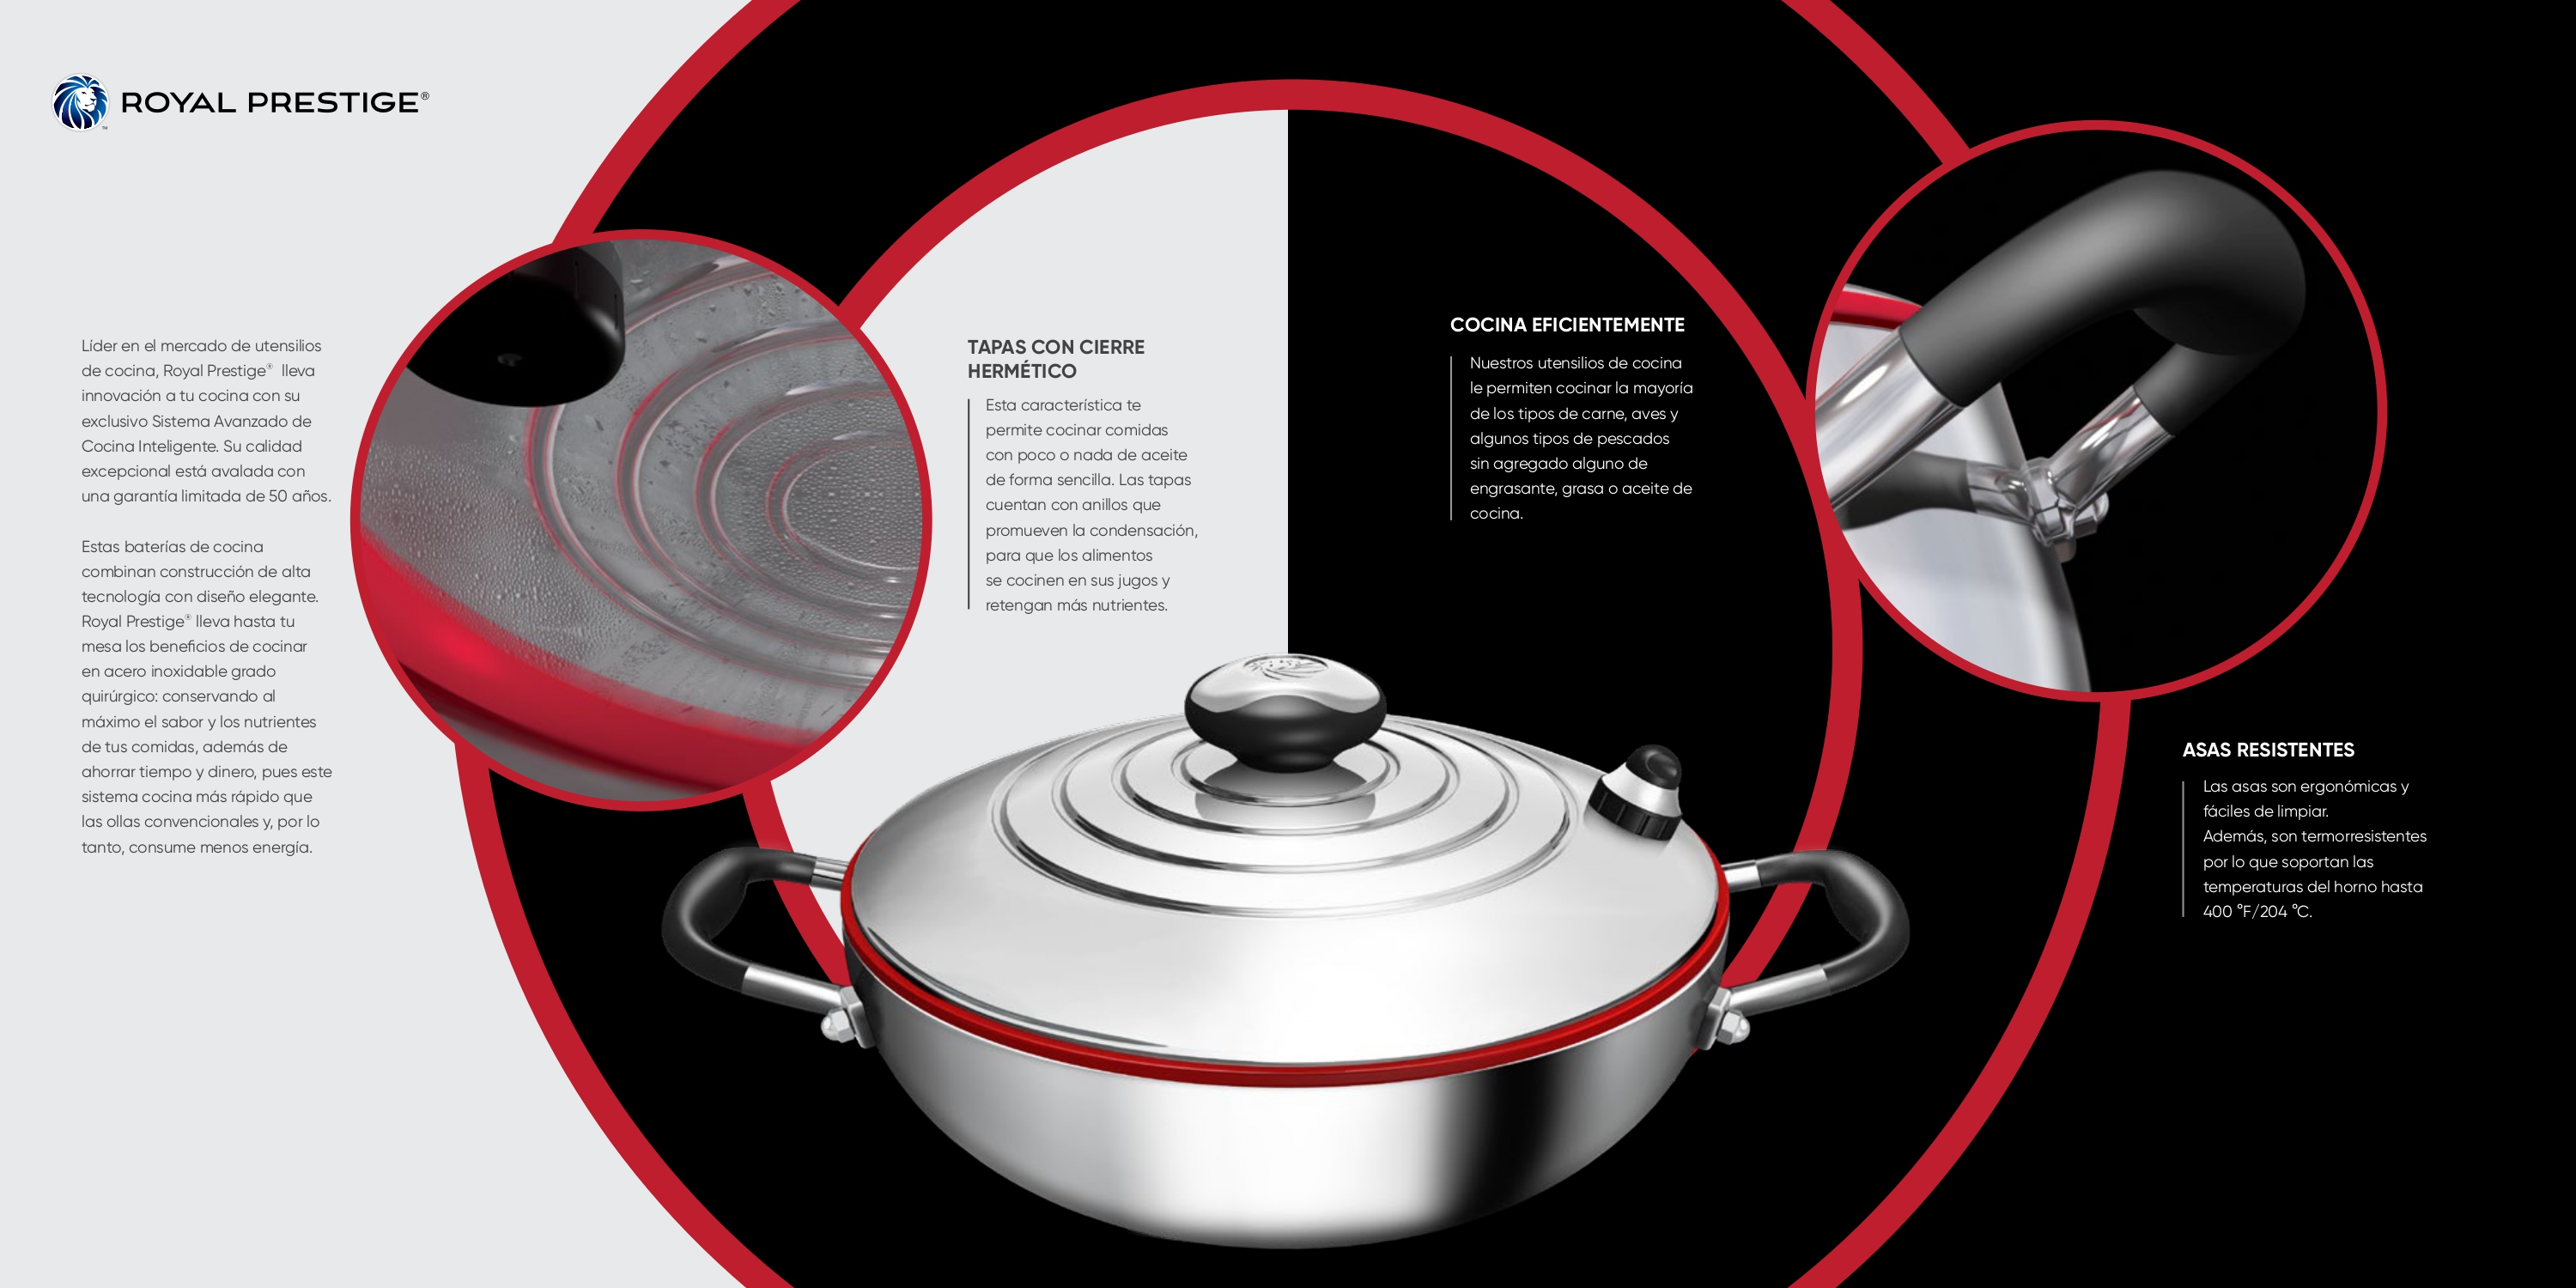 ROYAL PRESTIGE®
™
Líder en el mercado de utensilios
de cocina, Royal Prestige® lleva
innovación a tu cocina con su
exclusivo Sistema Avanzado de
Cocina Inteligente. Su calidad
excepcional está avalada con
una garantía limitada de 50 años.
Estas baterías de cocina
combinan construcción de alta
tecnología con diseño elegante.
Royal Prestige® lleva hasta tu
mesa los beneficios de cocinar
en acero inoxidable grado
quirúrgico: conservando al
máximo el sabor y los nutrientes
de tus comidas, además de
ahorrar tiempo y dinero, pues este
sistema cocina más rápido que
las ollas convencionales y, por lo
tanto, consume menos energía.
TAPAS CON CIERRE
HERMÉTICO
Esta característica te
permite cocinar comidas
con poco o nada de aceite
de forma sencilla. Las tapas
cuentan con anillos que
promueven la condensación,
para que los alimentos
se cocinen en sus jugos y
retengan más nutrientes.
COCINA EFICIENTEMENTE
Nuestros utensilios de cocina
le permiten cocinar la mayoría
de los tipos de carne, aves y
algunos tipos de pescados
sin agregado alguno de
engrasante, grasa o aceite de
cocina.
ASAS RESISTENTES
Las asas son ergonómicas y
fáciles de limpiar.
Además, son termorresistentes
por lo que soportan las
temperaturas del horno hasta
400 °F/204 °C.